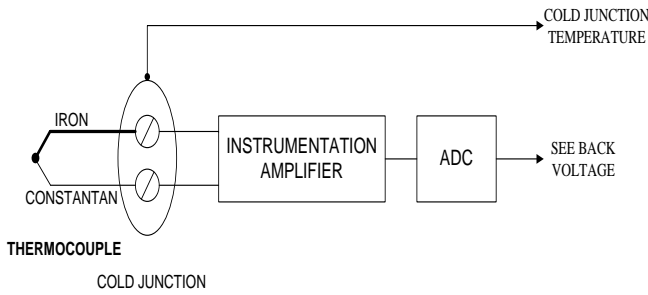 COLD JUNCTION
TEMPERATURE
IRON
INSTRUMENTATION
AMPLIFIER
ADC
SEE BACK
VOLTAGE
CONSTANTAN
THERMOCOUPLE
COLD JUNCTION